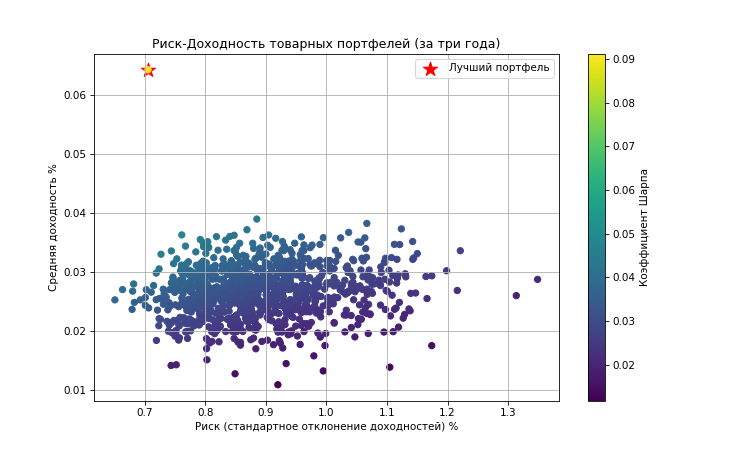 Риск-Доходность товарных портфелей (за три года)
Лучший портфель
Средняя доходность %
0.06
0.05
0.04
0.03
0.02
0.01
0.7 0.8 0.9 1.0 1.1 1.2 1.3
Риск (стандартное отклонение доходностей) %
0.09
0.08
0.07
0.06
0.05
0.04
0.03
0.02
Коэффициент Шарпа